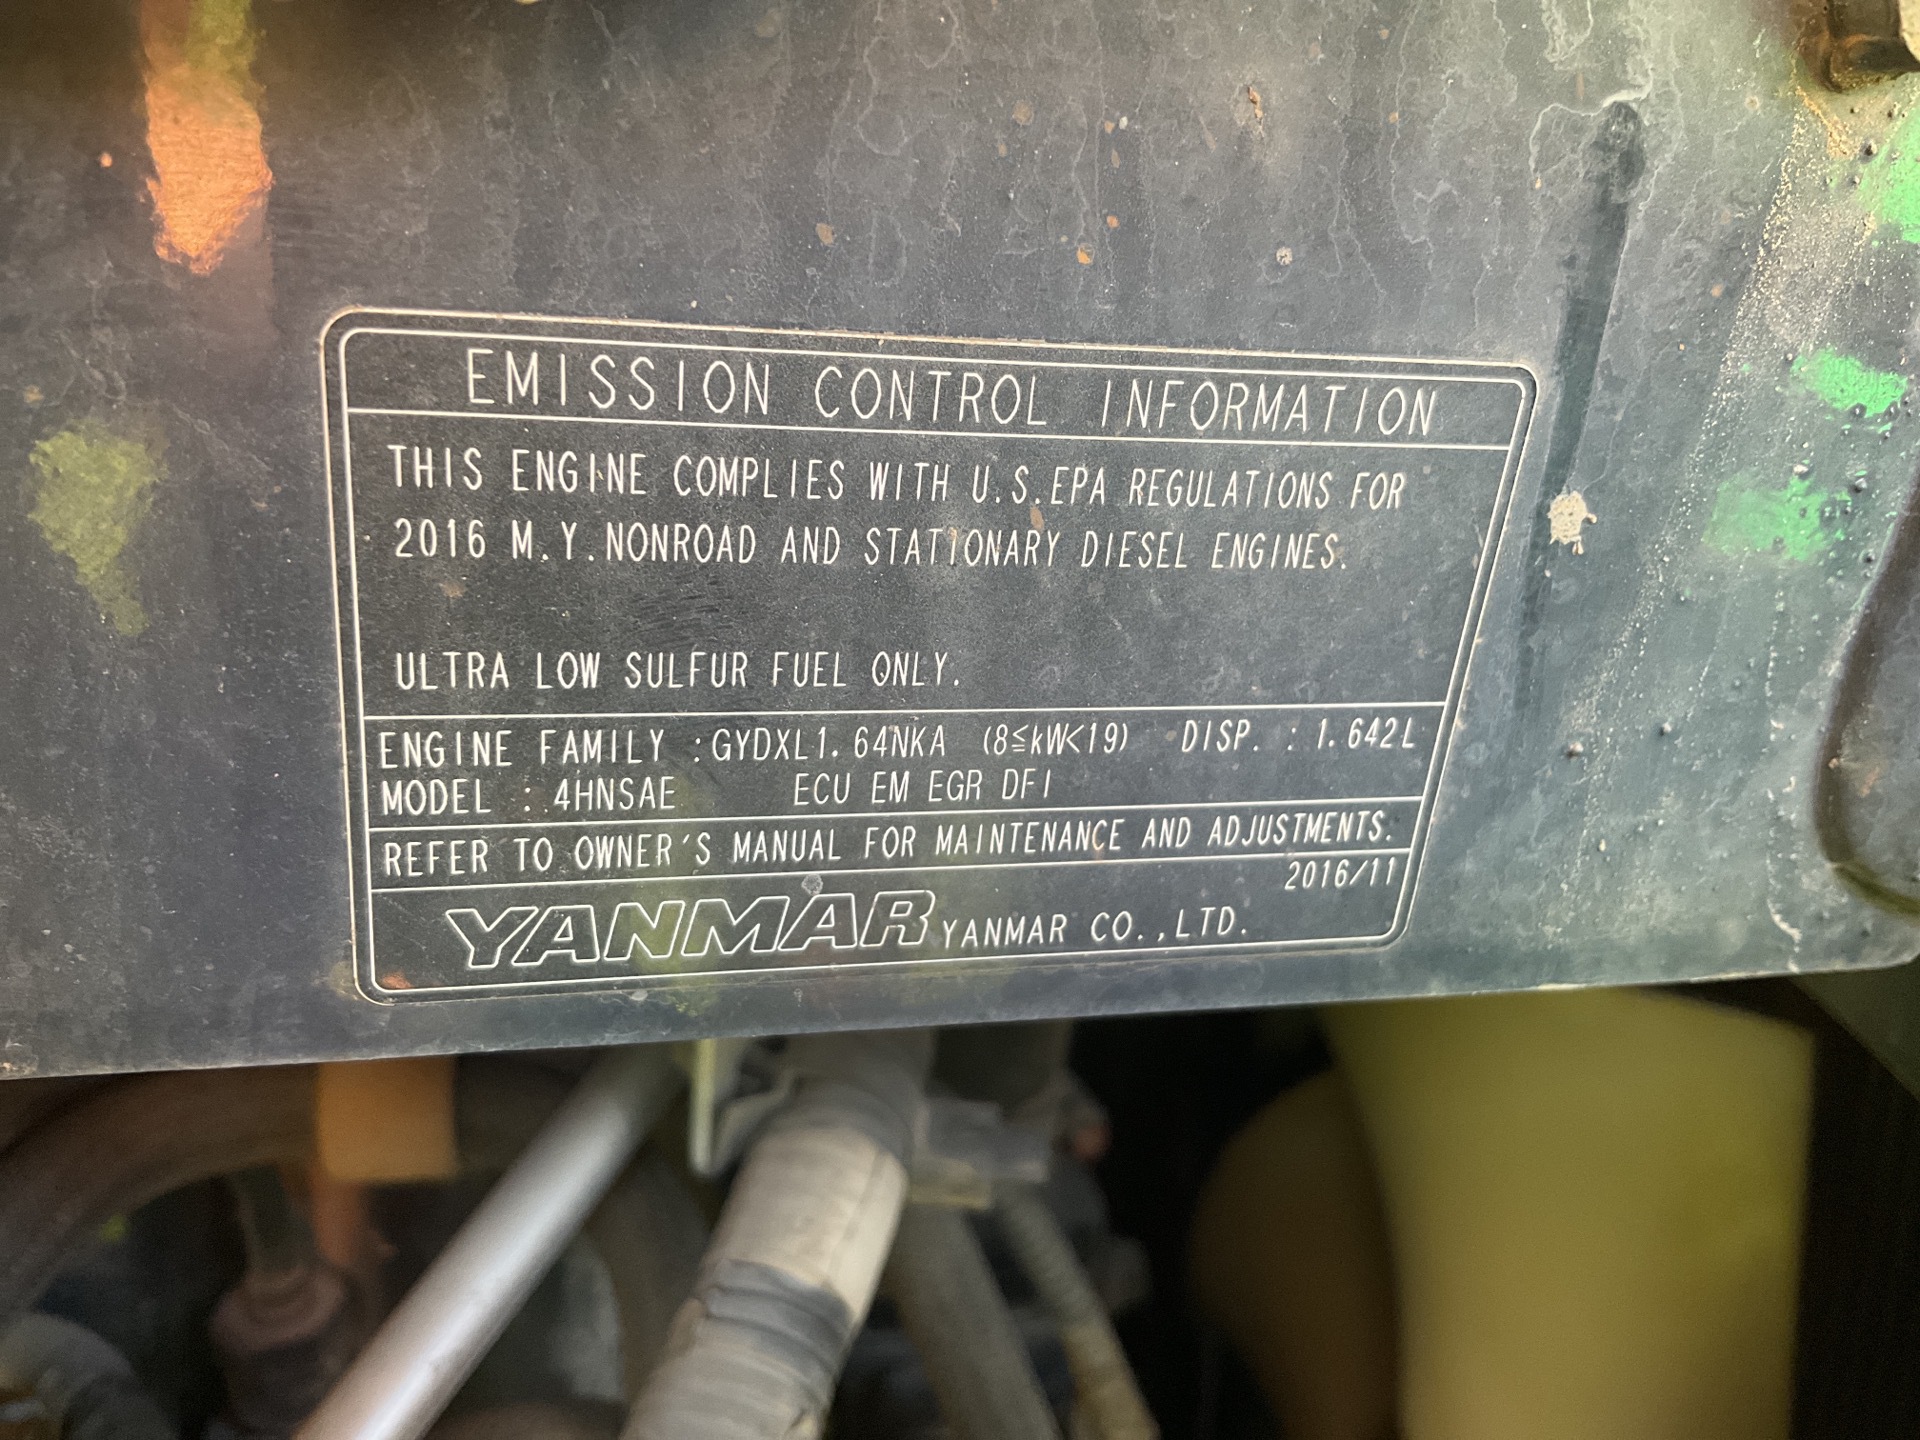 EMISSION CONTROL INFORMATION
THIS ENGINE COMPLIES WITH U.S.EPA REGULATIONS FOR
2016 M.Y.NONROAD AND STATIONARY DIESEL ENGINES.
ULTRA LOW SULFUR FUEL ONLY.
ENGINE FAMILY :GYDXL1.64NKA (8≦kW<19) DISP. : 1.642L
MODEL : 4HNSAE ECU EM EGR DFI
REFER TO OWNER'S MANUAL FOR MAINTENANCE AND ADJUSTMENTS.
2016/11
YANMAR YANMAR CO.,LTD.